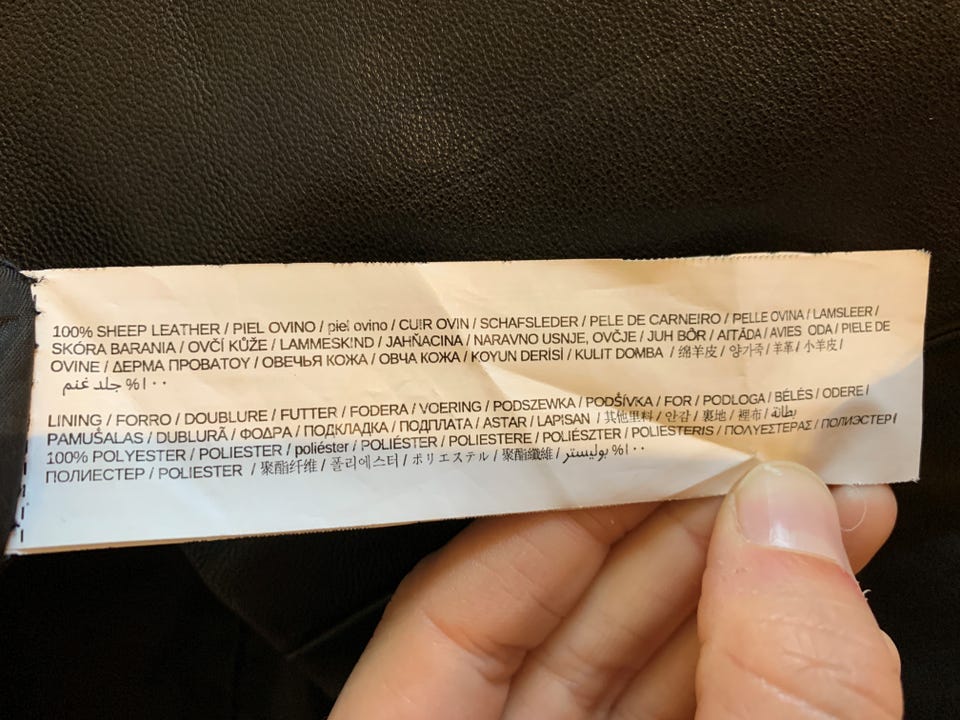 100% SHEEP LEATHER / PIEL OVINO / piel ovino / CUIR OVIN / SCHAFSLEDER / PELE DE CARNEIRO / PELLE OVINA / LAMSLEER /
SKÓRA BARANIA / OVČÍ KŮŽE / LAMMESKIND / JAHŇACINA / NARAVNO USNJE, OVČJE / JUH BŐR / AITĀDA / AVIES ODA / PIELE DE
OVINE / ΔΕΡΜΑ ΠΡΟΒΑΤΟΥ / ОВЕЧЬЯ КОЖА / ОВЧА КОЖА / KOYUN DERİSİ / KULIT DOMBA / 绵羊皮 / 양가죽 / 羊革 / 小羊皮 /
١٠٠% جلد غنم
LINING / FORRO / DOUBLURE / FUTTER / FODERA / VOERING / PODSZEWKA / PODŠÍVKA / FOR / PODLOGA / BÉLÉS / ODERE /
PAMUŠALAS / DUBLURĂ / ΦΟΔΡΑ / ПОДКЛАДКА / ПОДПЛАТА / ASTAR / LAPISAN / 其他里料 / 안감 / 裏地 / 裡布 / بطانة
100% POLYESTER / POLIESTER / poliéster / POLIÉSTER / POLIESTERE / POLIÉSZTER / POLIESTERIS / ΠΟΛΥΕΣΤΕΡΑΣ / ПОЛИЭСТЕР /
ПОЛИЕСТЕР / POLIESTER / 聚酯纤维 / 폴리에스터 / ポリエステル / 聚酯纖維 / ١٠٠% بوليستر